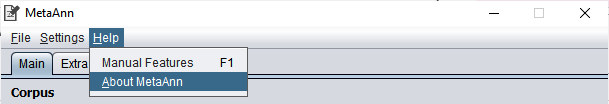 MetaAnn
File Settings Help
Manual Features F1
Main Extra
About MetaAnn
Corpus